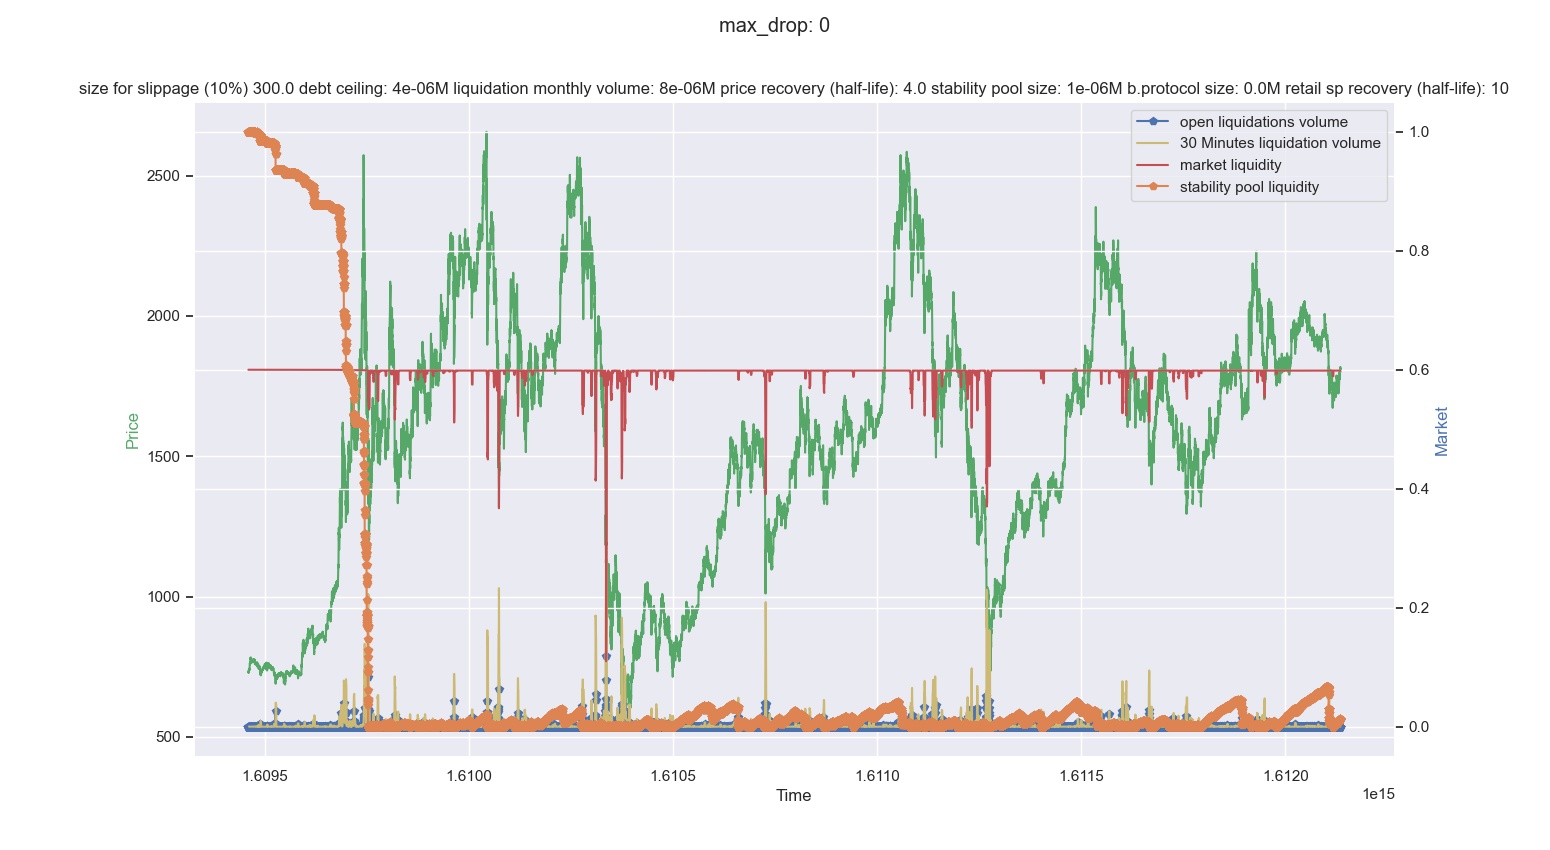 max_drop: 0
size for slippage (10%) 300.0 debt ceiling: 4e-06M liquidation monthly volume: 8e-06M price recovery (half-life): 4.0 stability pool size: 1e-06M b.protocol size: 0.0M retail sp recovery (half-life): 10
open liquidations volume
30 Minutes liquidation volume
market liquidity
stability pool liquidity
2500
2000
1500
1000
500
Price
1.0
0.8
0.6
0.4
0.2
0.0
Market
1.6095
1.6100
1.6105
1.6110
1.6115
1.6120
Time
1e15